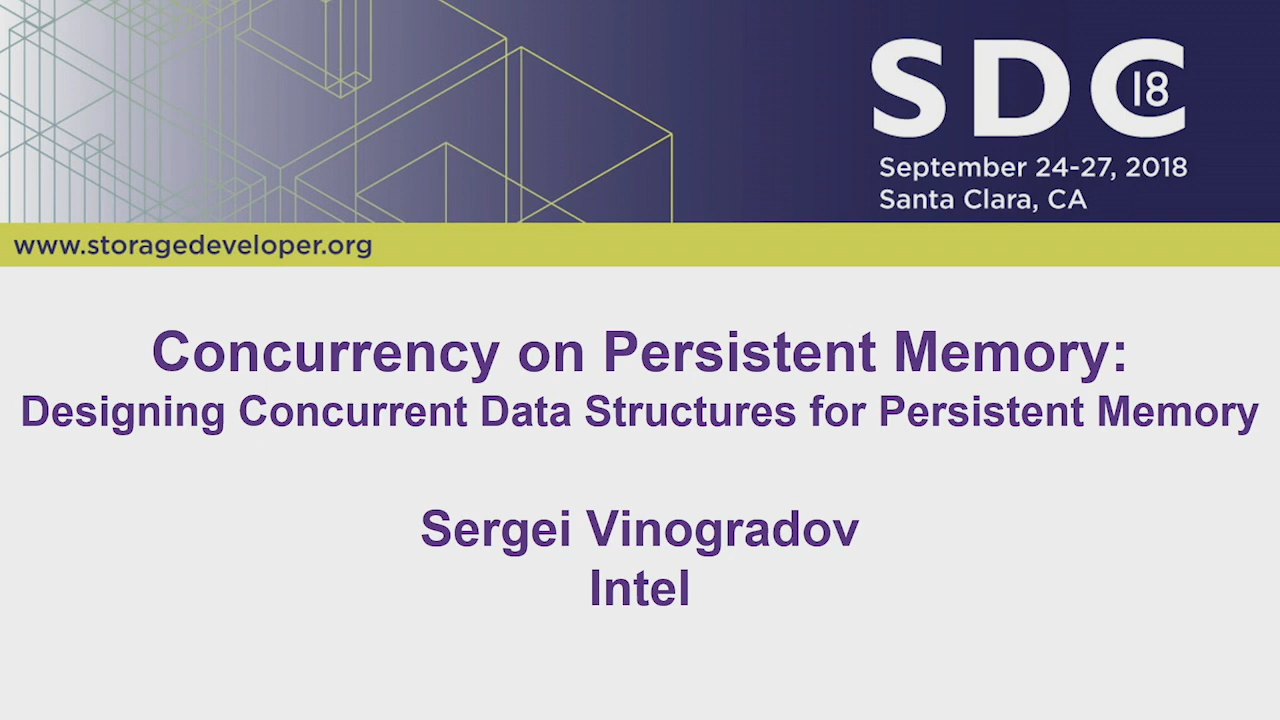 SDC 18
September 24-27, 2018
Santa Clara, CA
www.storagedeveloper.org
Concurrency on Persistent Memory:
Designing Concurrent Data Structures for Persistent Memory
Sergei Vinogradov
Intel